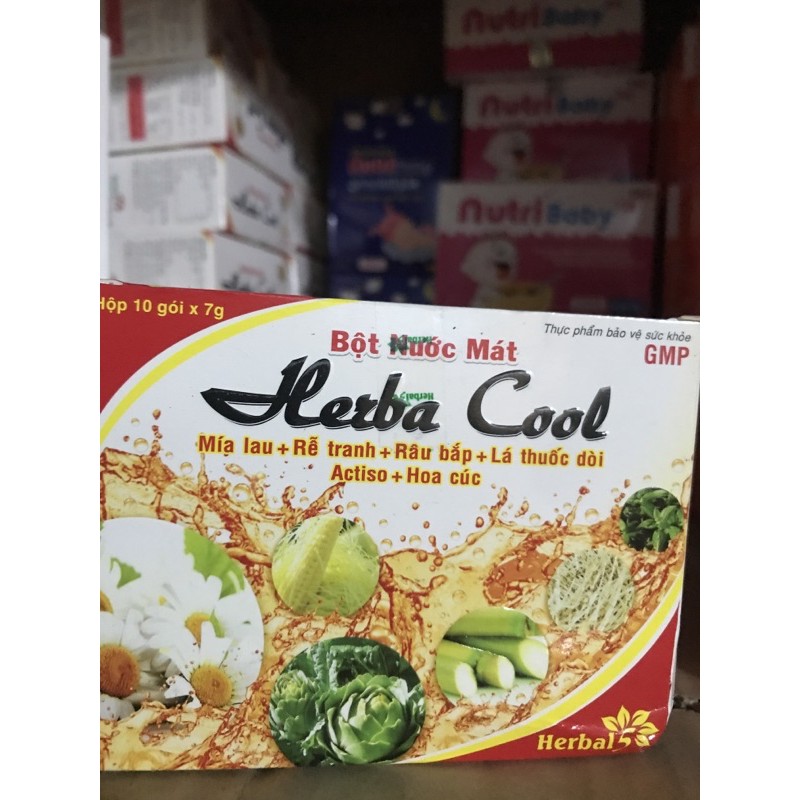 Nutri Baby
Nutri Baby
Nutri Baby
Hộp 10 gói x 7g
Thực phẩm bảo vệ sức khỏe
GMP
Bột Nước Mát
Herba Cool
Mía lau + Rễ tranh + Râu bắp + Lá thuốc dòi
Actiso + Hoa cúc
Herbal